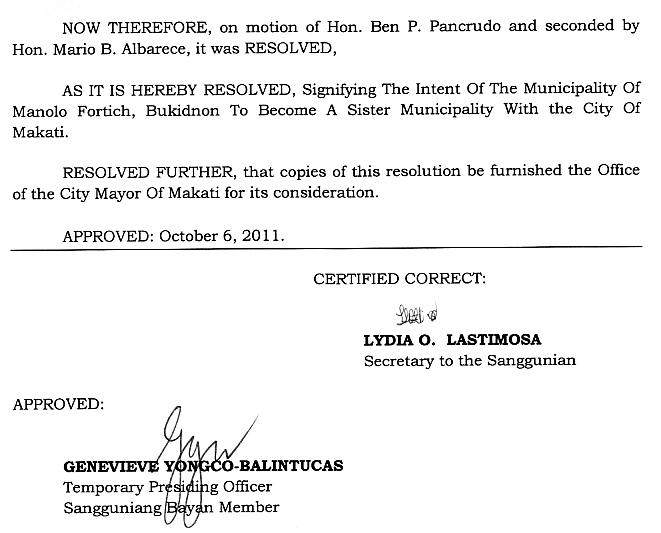 NOW THEREFORE, on motion of Hon. Ben P. Pancrudo and seconded by
Hon. Mario B. Albarece, it was RESOLVED,
AS IT IS HEREBY RESOLVED, Signifying The Intent Of The Municipality Of
Manolo Fortich, Bukidnon To Become A Sister Municipality With the City Of
Makati.
RESOLVED FURTHER, that copies of this resolution be furnished the Office
of the City Mayor Of Makati for its consideration.
APPROVED: October 6, 2011.
CERTIFIED CORRECT:
LYDIA O. LASTIMOSA
Secretary to the Sanggunian
APPROVED:
GENEVIEVE YONGCO-BALINTUCAS
Temporary Presiding Officer
Sangguniang Bayan Member